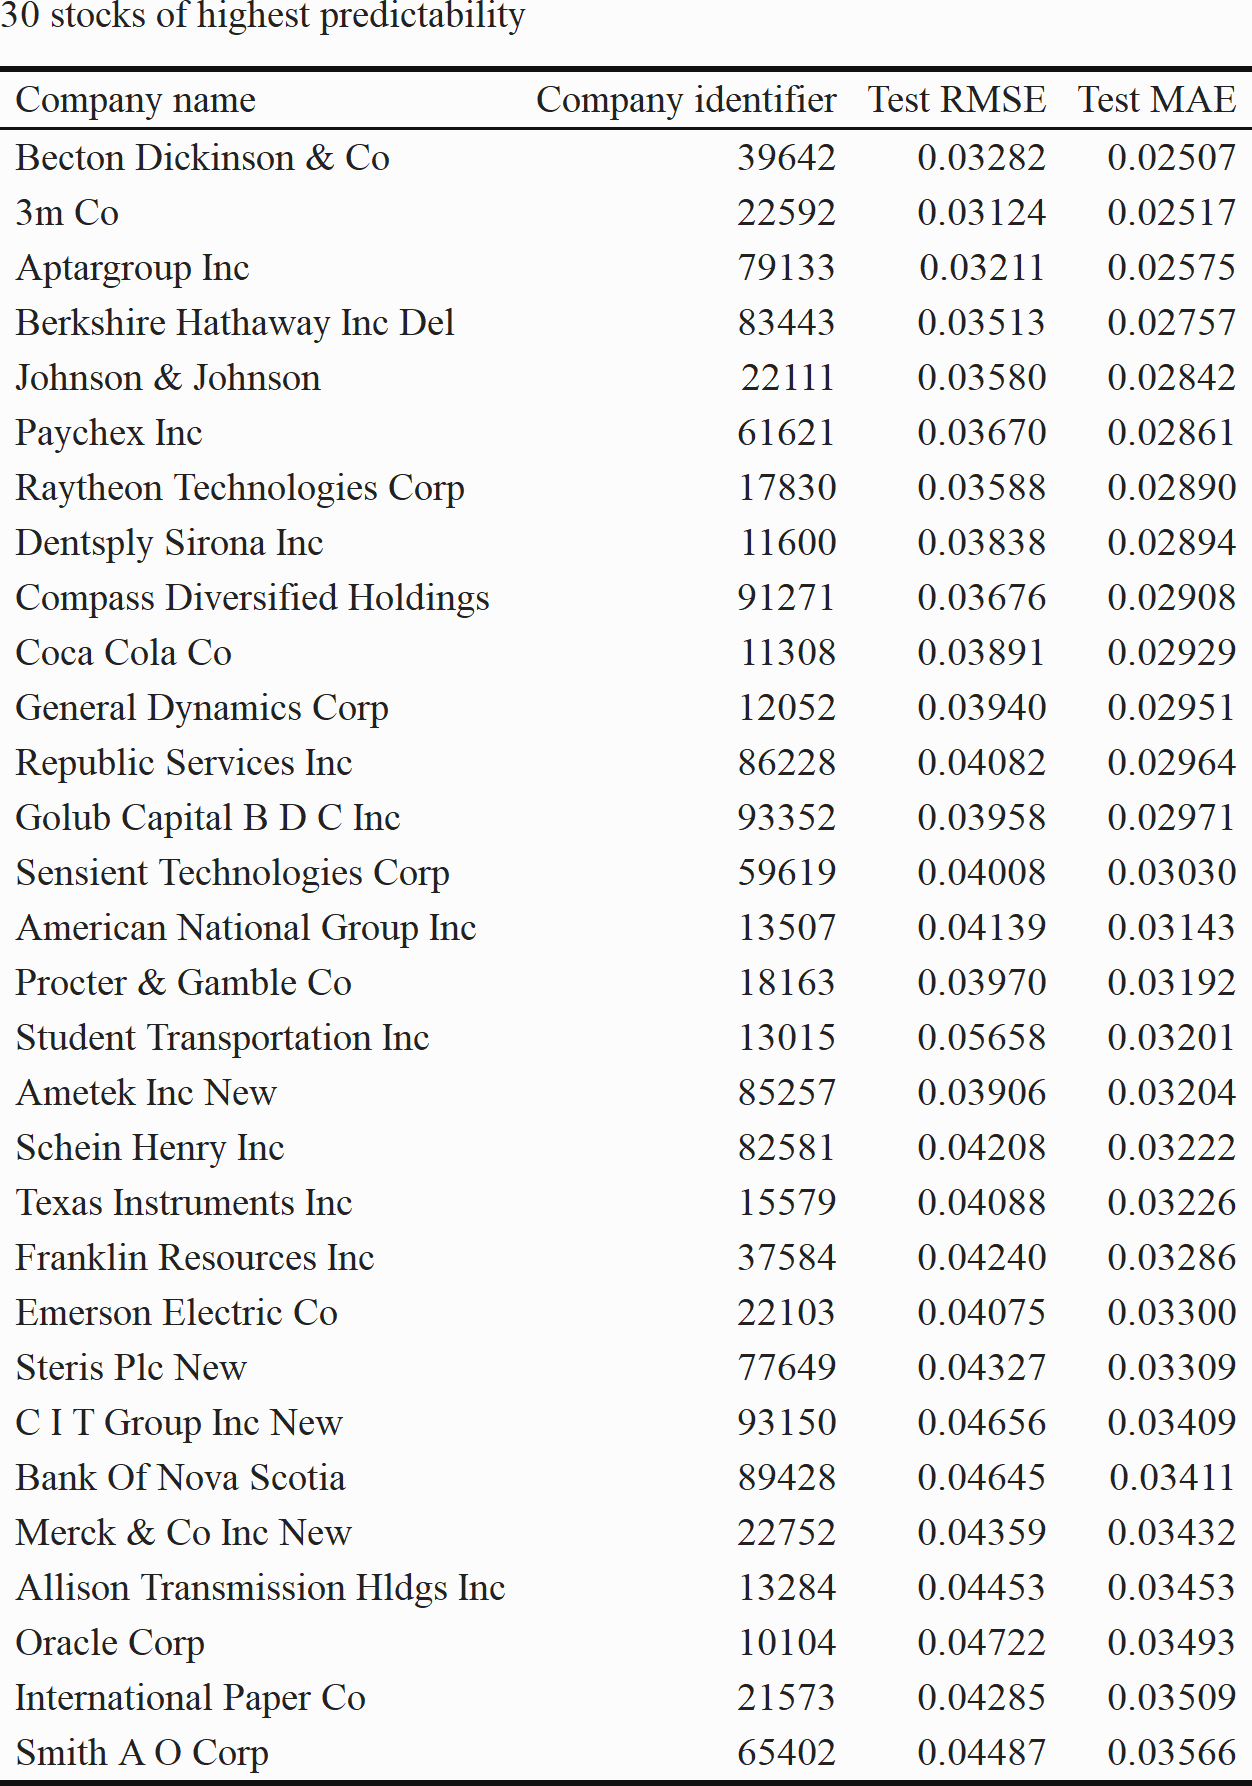 30 stocks of highest predictability
Company name Company identifier Test RMSE Test MAE
Becton Dickinson & Co 39642 0.03282 0.02507
3m Co 22592 0.03124 0.02517
Aptargroup Inc 79133 0.03211 0.02575
Berkshire Hathaway Inc Del 83443 0.03513 0.02757
Johnson & Johnson 22111 0.03580 0.02842
Paychex Inc 61621 0.03670 0.02861
Raytheon Technologies Corp 17830 0.03588 0.02890
Dentsply Sirona Inc 11600 0.03838 0.02894
Compass Diversified Holdings 91271 0.03676 0.02908
Coca Cola Co 11308 0.03891 0.02929
General Dynamics Corp 12052 0.03940 0.02951
Republic Services Inc 86228 0.04082 0.02964
Golub Capital B D C Inc 93352 0.03958 0.02971
Sensient Technologies Corp 59619 0.04008 0.03030
American National Group Inc 13507 0.04139 0.03143
Procter & Gamble Co 18163 0.03970 0.03192
Student Transportation Inc 13015 0.05658 0.03201
Ametek Inc New 85257 0.03906 0.03204
Schein Henry Inc 82581 0.04208 0.03222
Texas Instruments Inc 15579 0.04088 0.03226
Franklin Resources Inc 37584 0.04240 0.03286
Emerson Electric Co 22103 0.04075 0.03300
Steris Plc New 77649 0.04327 0.03309
C I T Group Inc New 93150 0.04656 0.03409
Bank Of Nova Scotia 89428 0.04645 0.03411
Merck & Co Inc New 22752 0.04359 0.03432
Allison Transmission Hldgs Inc 13284 0.04453 0.03453
Oracle Corp 10104 0.04722 0.03493
International Paper Co 21573 0.04285 0.03509
Smith A O Corp 65402 0.04487 0.03566